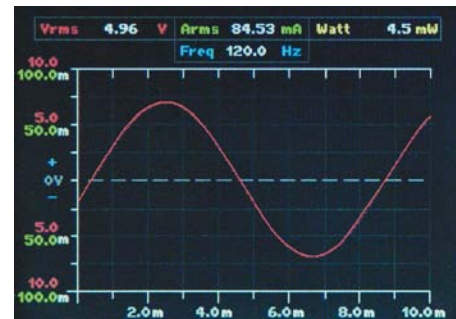 Vrms 4.96 V Arms 84.53 mA Watt 4.5 mW
Freq 120.0 Hz
10.0
100.0m
5.0
50.0m
+
0V
−
5.0
50.0m
10.0
100.0m
2.0m 4.0m 6.0m 8.0m 10.0m